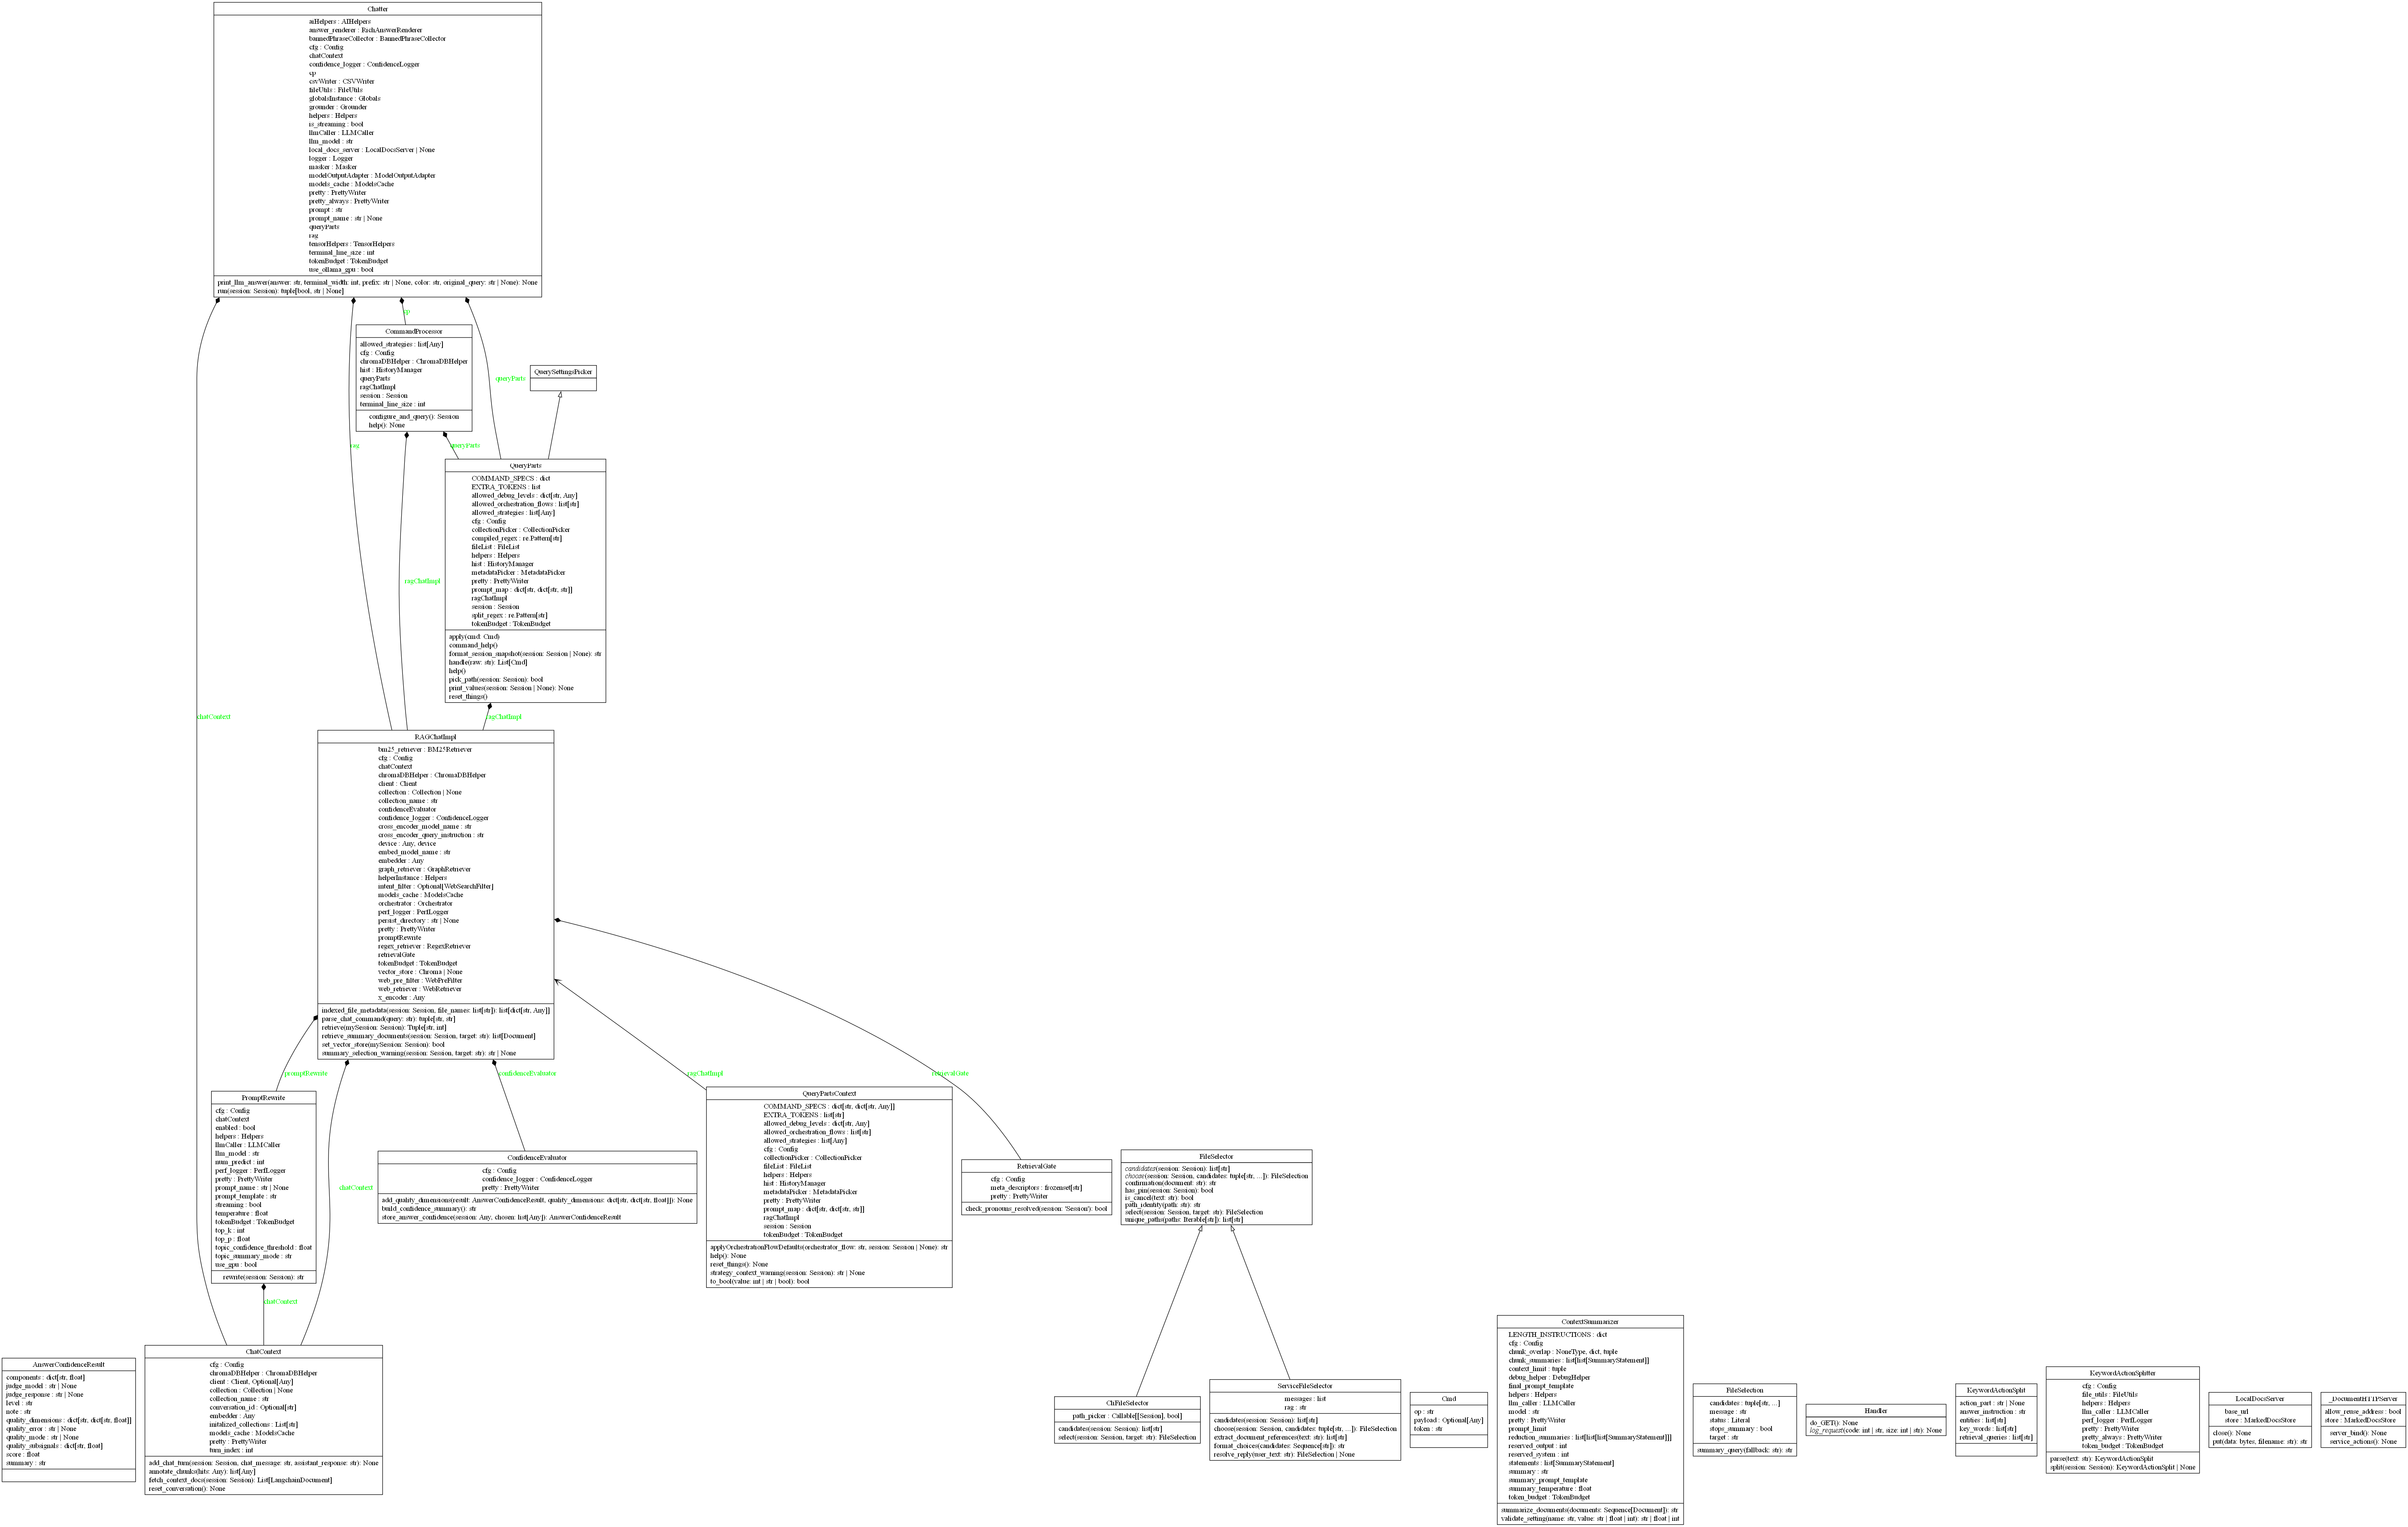 Chatter
aiHelpers : AIHelpers
answer_renderer : RichAnswerRenderer
bannedPhraseCollector : BannedPhraseCollector
cfg : Config
chatContext
confidence_logger : ConfidenceLogger
cp
csvWriter : CSVWriter
fileUtils : FileUtils
globalsInstance : Globals
grounder : Grounder
helpers : Helpers
is_streaming : bool
llmCaller : LLMCaller
llm_model : str
local_docs_server : LocalDocsServer | None
logger : Logger
masker : Masker
modelOutputAdapter : ModelOutputAdapter
models_cache : ModelsCache
pretty : PrettyWriter
pretty_always : PrettyWriter
prompt : str
prompt_name : str | None
queryParts
rag
tensorHelpers : TensorHelpers
terminal_line_size : int
tokenBudget : TokenBudget
use_ollama_gpu : bool
print_llm_answer(answer: str, terminal_width: int, prefix: str | None, color: str, original_query: str | None): None
run(session: Session): tuple[bool, str | None]
cp
CommandProcessor
allowed_strategies : list[Any]
cfg : Config
chromaDBHelper : ChromaDBHelper
hist : HistoryManager
queryParts
ragChatImpl
session : Session
terminal_line_size : int
configure_and_query(): Session
help(): None
queryParts
QuerySettingsPicker
rag
queryParts
QueryParts
COMMAND_SPECS : dict
EXTRA_TOKENS : list
allowed_debug_levels : dict[str, Any]
allowed_orchestration_flows : list[str]
allowed_strategies : list[Any]
cfg : Config
collectionPicker : CollectionPicker
compiled_regex : re.Pattern[str]
fileList : FileList
helpers : Helpers
hist : HistoryManager
metadataPicker : MetadataPicker
pretty : PrettyWriter
prompt_map : dict[str, dict[str, str]]
ragChatImpl
session : Session
split_regex : re.Pattern[str]
tokenBudget : TokenBudget
apply(cmd: Cmd)
command_help()
format_session_snapshot(session: Session | None): str
handle(raw: str): List[Cmd]
help()
pick_path(session: Session): bool
print_values(session: Session | None): None
reset_things()
ragChatImpl
chatContext
ragChatImpl
RAGChatImpl
bm25_retriever : BM25Retriever
cfg : Config
chatContext
chromaDBHelper : ChromaDBHelper
client : Client
collection : Collection | None
collection_name : str
confidenceEvaluator
confidence_logger : ConfidenceLogger
cross_encoder_model_name : str
cross_encoder_query_instruction : str
device : Any, device
embed_model_name : str
embedder : Any
graph_retriever : GraphRetriever
helperInstance : Helpers
intent_filter : Optional[WebSearchFilter]
models_cache : ModelsCache
orchestrator : Orchestrator
perf_logger : PerfLogger
persist_directory : str | None
pretty : PrettyWriter
promptRewrite
regex_retriever : RegexRetriever
retrievalGate
tokenBudget : TokenBudget
vector_store : Chroma | None
web_pre_filter : WebPreFilter
web_retriever : WebRetriever
x_encoder : Any
indexed_file_metadata(session: Session, file_names: list[str]): list[dict[str, Any]]
parse_chat_command(query: str): tuple[str, str]
retrieve(mySession: Session): Tuple[str, int]
retrieve_summary_documents(session: Session, target: str): list[Document]
set_vector_store(mySession: Session): bool
summary_selection_warning(session: Session, target: str): str | None
promptRewrite
confidenceEvaluator
ragChatImpl
retrievalGate
PromptRewrite
cfg : Config
chatContext
enabled : bool
helpers : Helpers
llmCaller : LLMCaller
llm_model : str
num_predict : int
perf_logger : PerfLogger
pretty : PrettyWriter
prompt_name : str | None
prompt_template : str
streaming : bool
temperature : float
tokenBudget : TokenBudget
top_k : int
top_p : float
topic_confidence_threshold : float
topic_summary_mode : str
use_gpu : bool
rewrite(session: Session): str
chatContext
ConfidenceEvaluator
cfg : Config
confidence_logger : ConfidenceLogger
pretty : PrettyWriter
add_quality_dimensions(result: AnswerConfidenceResult, quality_dimensions: dict[str, dict[str, float]]): None
build_confidence_summary(): str
store_answer_confidence(session: Any, chosen: list[Any]): AnswerConfidenceResult
QueryPartsContext
COMMAND_SPECS : dict[str, dict[str, Any]]
EXTRA_TOKENS : list[str]
allowed_debug_levels : dict[str, Any]
allowed_orchestration_flows : list[str]
allowed_strategies : list[Any]
cfg : Config
collectionPicker : CollectionPicker
fileList : FileList
helpers : Helpers
hist : HistoryManager
metadataPicker : MetadataPicker
pretty : PrettyWriter
prompt_map : dict[str, dict[str, str]]
ragChatImpl
session : Session
tokenBudget : TokenBudget
applyOrchestrationFlowDefaults(orchestrator_flow: str, session: Session | None): str
help(): None
reset_things(): None
strategy_context_warning(session: Session): str | None
to_bool(value: int | str | bool): bool
RetrievalGate
cfg : Config
meta_descriptors : frozenset[str]
pretty : PrettyWriter
check_pronouns_resolved(session: 'Session'): bool
FileSelector
candidates(session: Session): list[str]
choose(session: Session, candidates: tuple[str, ...]): FileSelection
confirmation(document: str): str
has_pin(session: Session): bool
is_cancel(text: str): bool
path_identity(path: str): str
select(session: Session, target: str): FileSelection
unique_paths(paths: Iterable[str]): list[str]
chatContext
AnswerConfidenceResult
components : dict[str, float]
judge_model : str | None
judge_response : str | None
level : str
note : str
quality_dimensions : dict[str, dict[str, float]]
quality_error : str | None
quality_mode : str | None
quality_subsignals : dict[str, float]
score : float
summary : str
ChatContext
cfg : Config
chromaDBHelper : ChromaDBHelper
client : Client, Optional[Any]
collection : Collection | None
collection_name : str
conversation_id : Optional[str]
embedder : Any
initalized_collections : List[str]
models_cache : ModelsCache
pretty : PrettyWriter
turn_index : int
add_chat_turn(session: Session, chat_message: str, assistant_response: str): None
annotate_chunks(hits: Any): list[Any]
fetch_context_docs(session: Session): List[LangchainDocument]
reset_conversation(): None
CliFileSelector
path_picker : Callable[[Session], bool]
candidates(session: Session): list[str]
select(session: Session, target: str): FileSelection
ServiceFileSelector
messages : list
rag : str
candidates(session: Session): list[str]
choose(session: Session, candidates: tuple[str, ...]): FileSelection
extract_document_references(text: str): list[str]
format_choices(candidates: Sequence[str]): str
resolve_reply(user_text: str): FileSelection | None
Cmd
op : str
payload : Optional[Any]
token : str
ContextSummarizer
LENGTH_INSTRUCTIONS : dict
cfg : Config
chunk_overlap : NoneType, dict, tuple
chunk_summaries : list[list[SummaryStatement]]
context_limit : tuple
debug_helper : DebugHelper
final_prompt_template
helpers : Helpers
llm_caller : LLMCaller
model : str
pretty : PrettyWriter
prompt_limit
reduction_summaries : list[list[list[SummaryStatement]]]
reserved_output : int
reserved_system : int
statements : list[SummaryStatement]
summary : str
summary_prompt_template
summary_temperature : float
token_budget : TokenBudget
summarize_documents(documents: Sequence[Document]): str
validate_setting(name: str, value: str | float | int): str | float | int
FileSelection
candidates : tuple[str, ...]
message : str
status : Literal
stops_summary : bool
target : str
summary_query(fallback: str): str
Handler
do_GET(): None
log_request(code: int | str, size: int | str): None
KeywordActionSplit
action_part : str | None
answer_instruction : str
entities : list[str]
key_words : list[str]
retrieval_queries : list[str]
KeywordActionSplitter
cfg : Config
file_utils : FileUtils
helpers : Helpers
llm_caller : LLMCaller
perf_logger : PerfLogger
pretty : PrettyWriter
pretty_always : PrettyWriter
token_budget : TokenBudget
parse(text: str): KeywordActionSplit
split(session: Session): KeywordActionSplit | None
LocalDocsServer
base_url
store : MarkedDocsStore
close(): None
put(data: bytes, filename: str): str
_DocumentHTTPServer
allow_reuse_address : bool
store : MarkedDocsStore
server_bind(): None
service_actions(): None